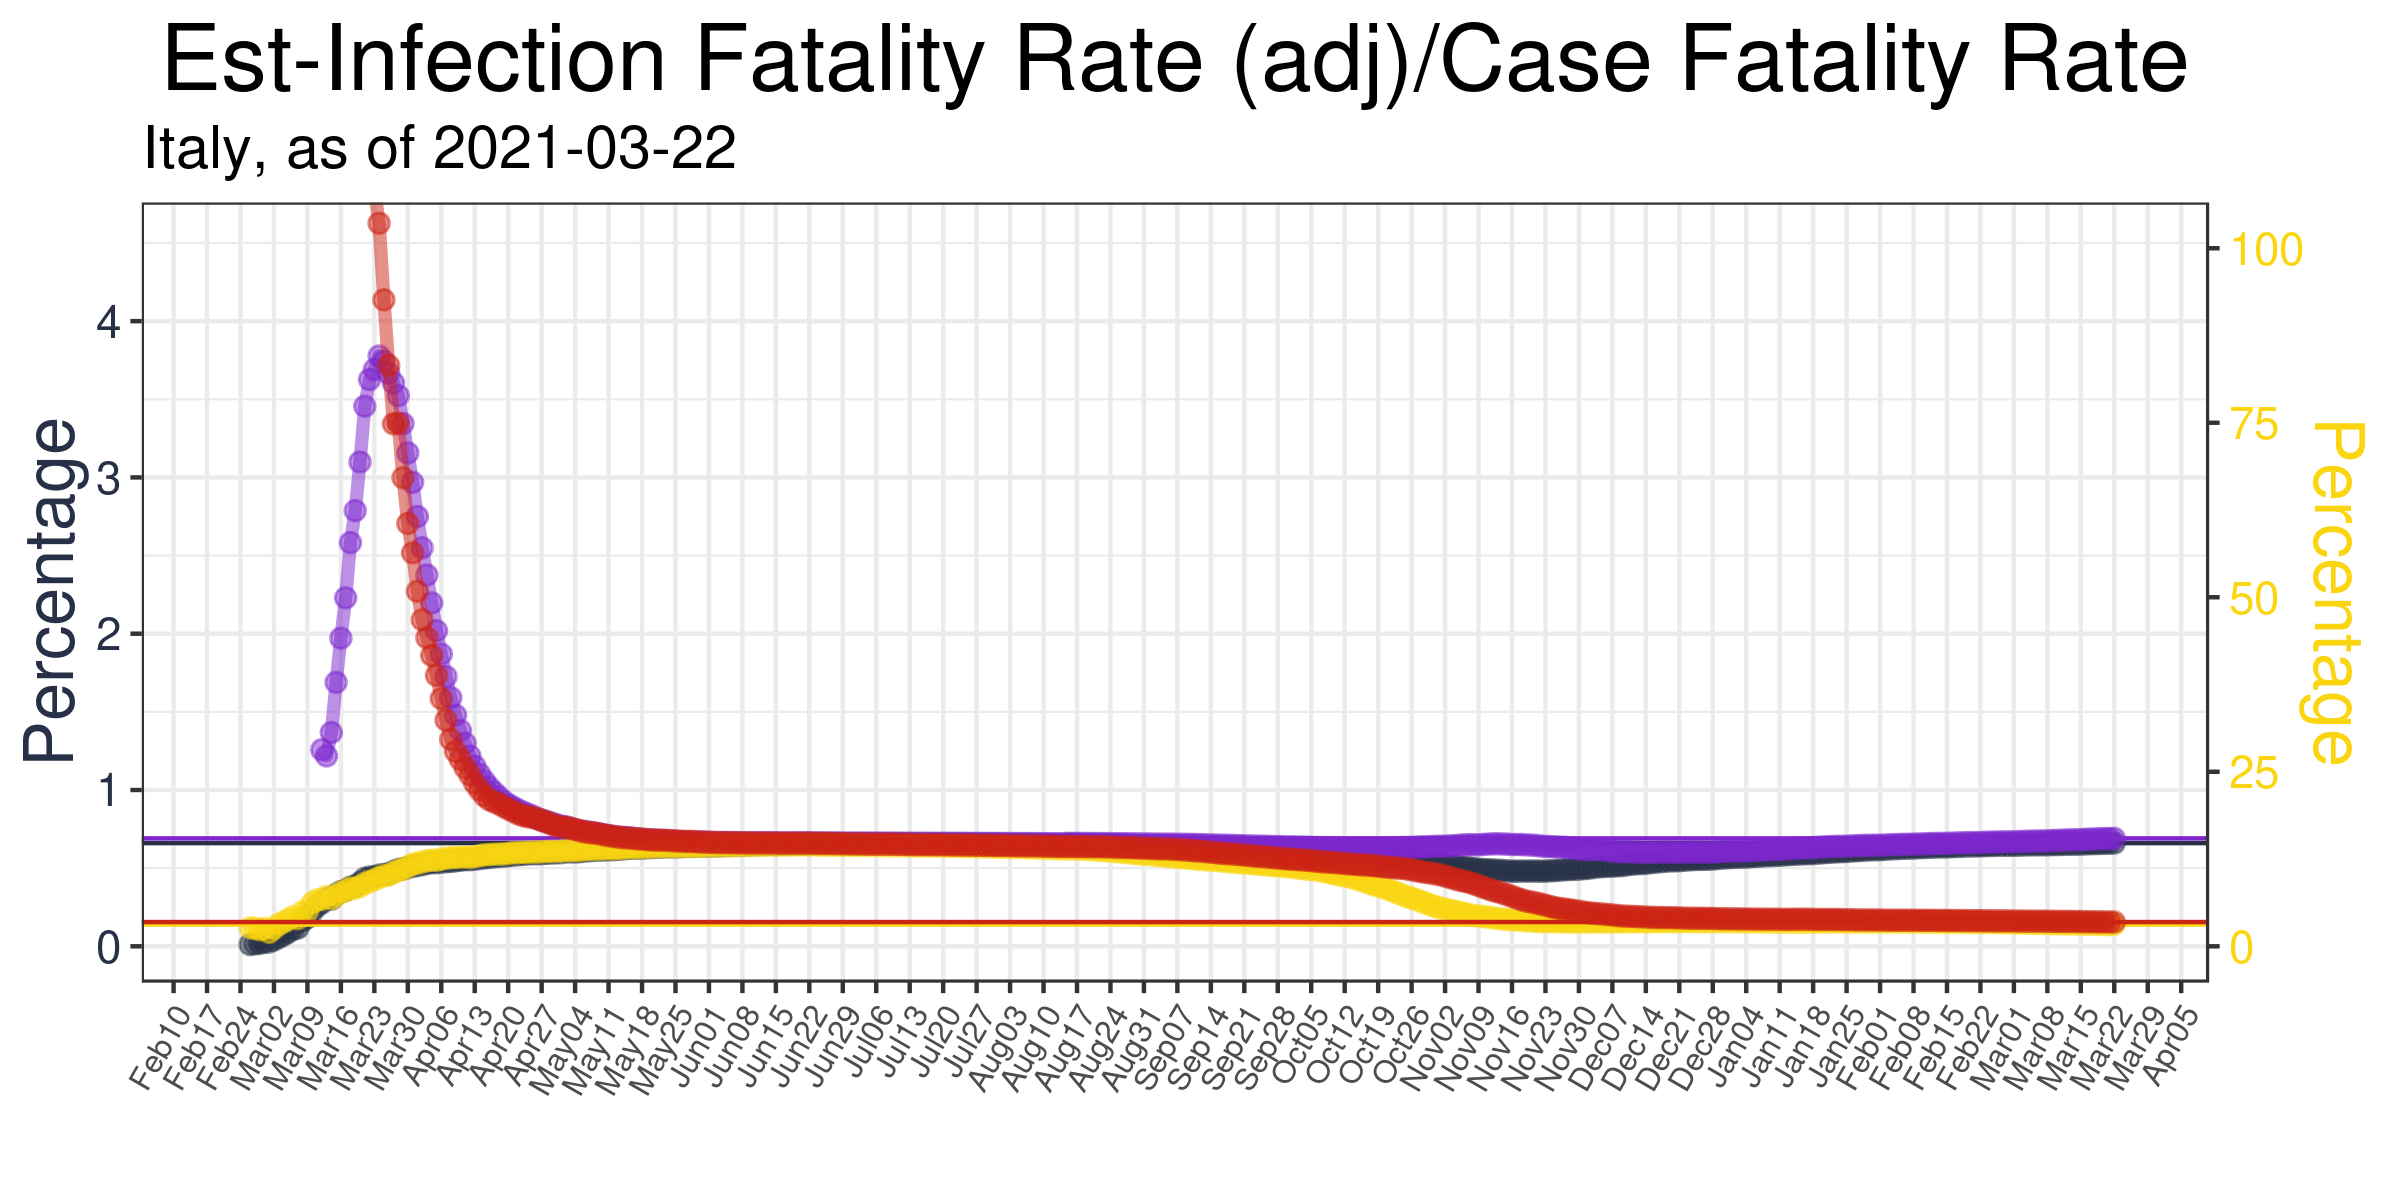 Est-Infection Fatality Rate (adj)/Case Fatality Rate
Italy, as of 2021-03-22
Percentage
4
3
2
1
0
100
75
50
25
0
Percentage
Feb10
Feb17
Feb24
Mar02
Mar09
Mar16
Mar23
Mar30
Apr06
Apr13
Apr20
Apr27
May04
May11
May18
May25
Jun01
Jun08
Jun15
Jun22
Jun29
Jul06
Jul13
Jul20
Jul27
Aug03
Aug10
Aug17
Aug24
Aug31
Sep07
Sep14
Sep21
Sep28
Oct05
Oct12
Oct19
Oct26
Nov02
Nov09
Nov16
Nov23
Nov30
Dec07
Dec14
Dec21
Dec28
Jan04
Jan11
Jan18
Jan25
Feb01
Feb08
Feb15
Feb22
Mar01
Mar08
Mar15
Mar22
Mar29
Apr05